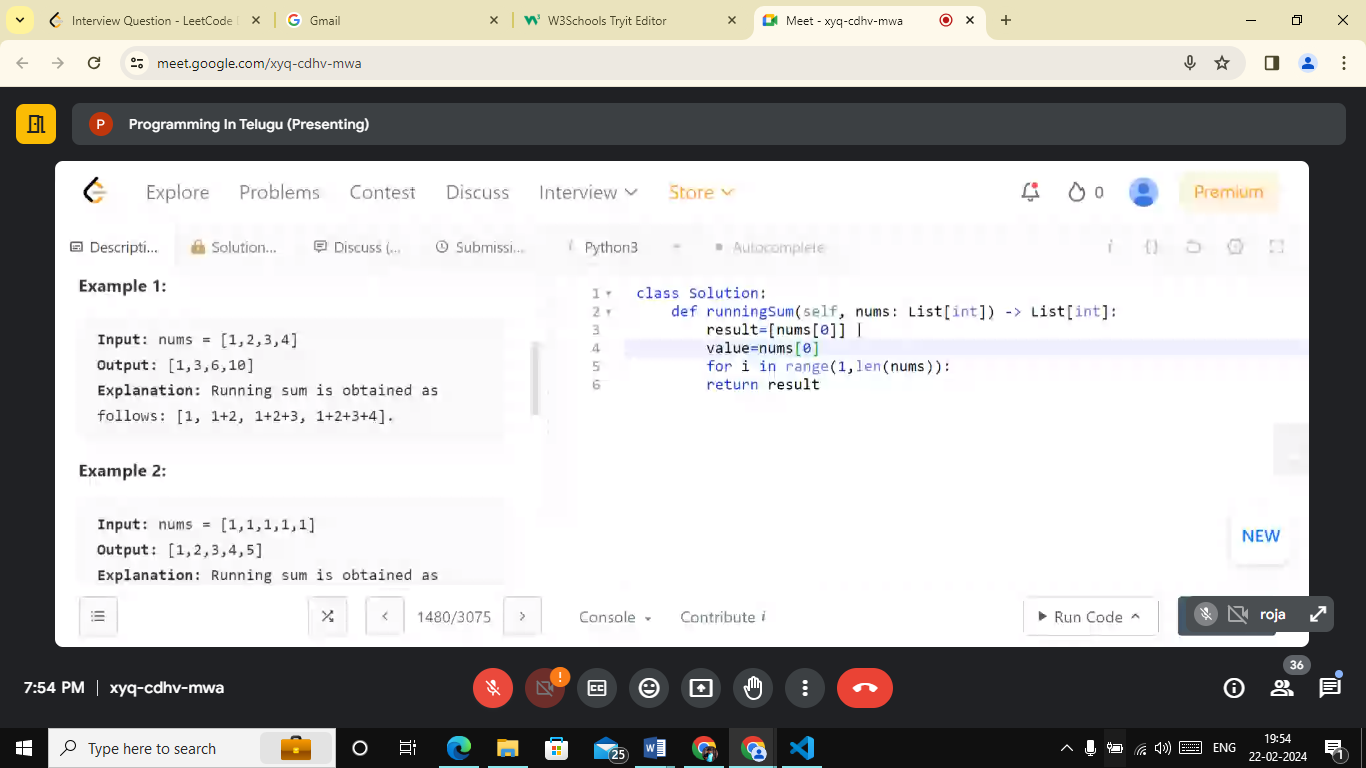 Interview Question - LeetCode
Gmail
W3Schools Tryit Editor
Meet - xyq-cdhv-mwa
meet.google.com/xyq-cdhv-mwa
P
Programming In Telugu (Presenting)
Explore
Problems
Contest
Discuss
Interview
Store
0
Premium
Descripti...
Solution...
Discuss (...
Submissi...
Python3
Autocomplete
i
{}
Example 1:
Input: nums = [1,2,3,4]
Output: [1,3,6,10]
Explanation: Running sum is obtained as
follows: [1, 1+2, 1+2+3, 1+2+3+4].
Example 2:
Input: nums = [1,1,1,1,1]
Output: [1,2,3,4,5]
Explanation: Running sum is obtained as
1 class Solution:
2 def runningSum(self, nums: List[int]) -> List[int]:
3 result=[nums[0]]
4 value=nums[0]
5 for i in range(1,len(nums)):
6 return result
NEW
1480/3075
Console
Contribute i
Run Code
roja
7:54 PM | xyq-cdhv-mwa
36
Type here to search
25
ENG
19:54
22-02-2024
1